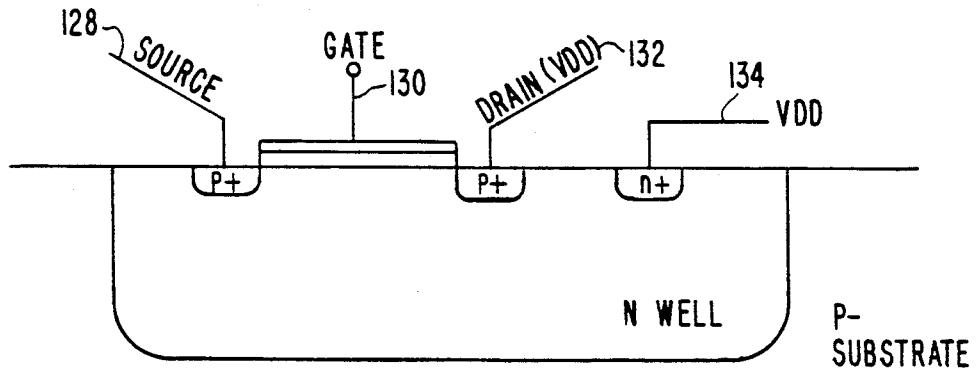 128
SOURCE
GATE
130
DRAIN (VDD)
132
134
VDD
P+
P+
n+
N WELL
P-
SUBSTRATE